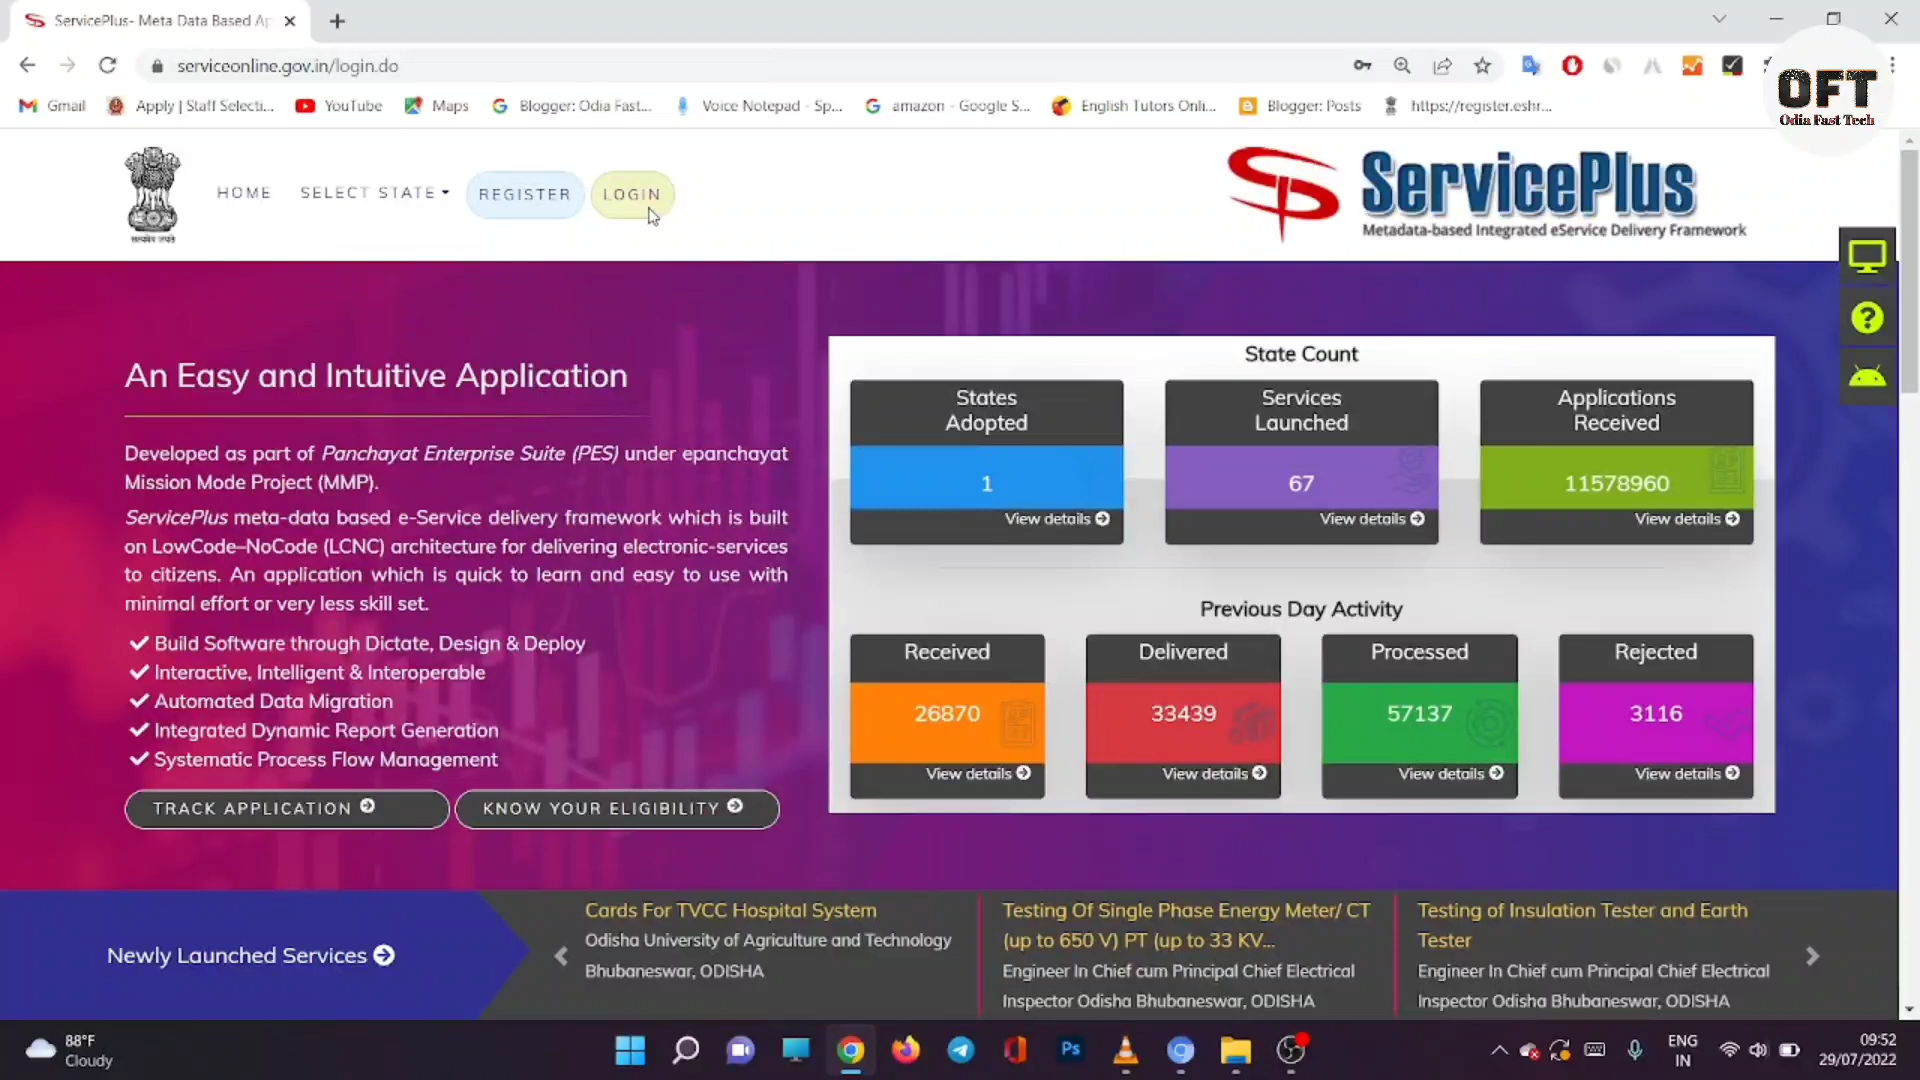 ServicePlus- Meta Data Based Ap
serviceonline.gov.in/login.do
OFT
Odia Fast Tech
Gmail
Apply | Staff Selecti...
YouTube
Maps
Blogger: Odia Fast...
Voice Notepad - Sp...
amazon - Google S...
English Tutors Onli...
Blogger: Posts
https://register.eshr...
सत्यमेव जयते
HOME
SELECT STATE
REGISTER
LOGIN
ServicePlus
Metadata-based Integrated eService Delivery Framework
An Easy and Intuitive Application
Developed as part of Panchayat Enterprise Suite (PES) under epanchayat
Mission Mode Project (MMP).
ServicePlus meta-data based e-Service delivery framework which is built
on LowCode–NoCode (LCNC) architecture for delivering electronic-services
to citizens. An application which is quick to learn and easy to use with
minimal effort or very less skill set.
Build Software through Dictate, Design & Deploy
Interactive, Intelligent & Interoperable
Automated Data Migration
Integrated Dynamic Report Generation
Systematic Process Flow Management
TRACK APPLICATION
KNOW YOUR ELIGIBILITY
State Count
States
Adopted
1
View details
Services
Launched
67
View details
Applications
Received
11578960
View details
Previous Day Activity
Received
26870
View details
Delivered
33439
View details
Processed
57137
View details
Rejected
3116
View details
Newly Launched Services
Cards For TVCC Hospital System
Odisha University of Agriculture and Technology
Bhubaneswar, ODISHA
Testing Of Single Phase Energy Meter/ CT
(up to 650 V) PT (up to 33 KV...
Engineer In Chief cum Principal Chief Electrical
Inspector Odisha Bhubaneswar, ODISHA
Testing of Insulation Tester and Earth
Tester
Engineer In Chief cum Principal Chief Electrical
Inspector Odisha Bhubaneswar, ODISHA
88°F
Cloudy
Ps
ENG
IN
09:52
29/07/2022